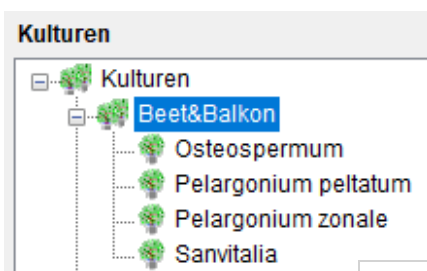 Kulturen
Kulturen
Beet&Balkon
Osteospermum
Pelargonium peltatum
Pelargonium zonale
Sanvitalia